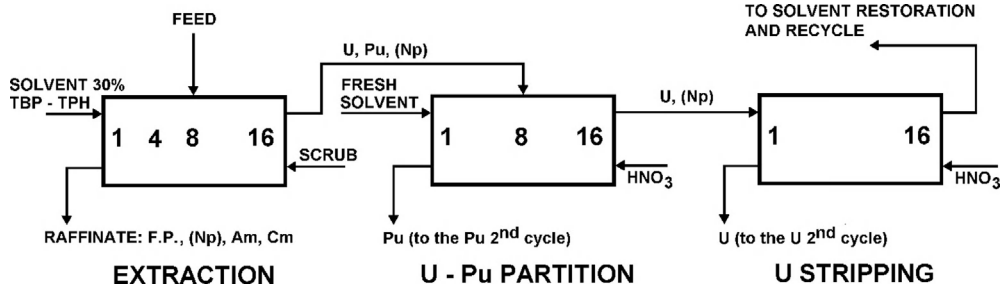 FEED
SOLVENT 30%
TBP - TPH
1 4 8 16
SCRUB
RAFFINATE: F.P., (Np), Am, Cm
EXTRACTION
U, Pu, (Np)
FRESH
SOLVENT
1 8 16
HNO3
Pu (to the Pu 2nd cycle)
U - Pu PARTITION
U, (Np)
TO SOLVENT RESTORATION
AND RECYCLE
1 16
HNO3
U (to the U 2nd cycle)
U STRIPPING